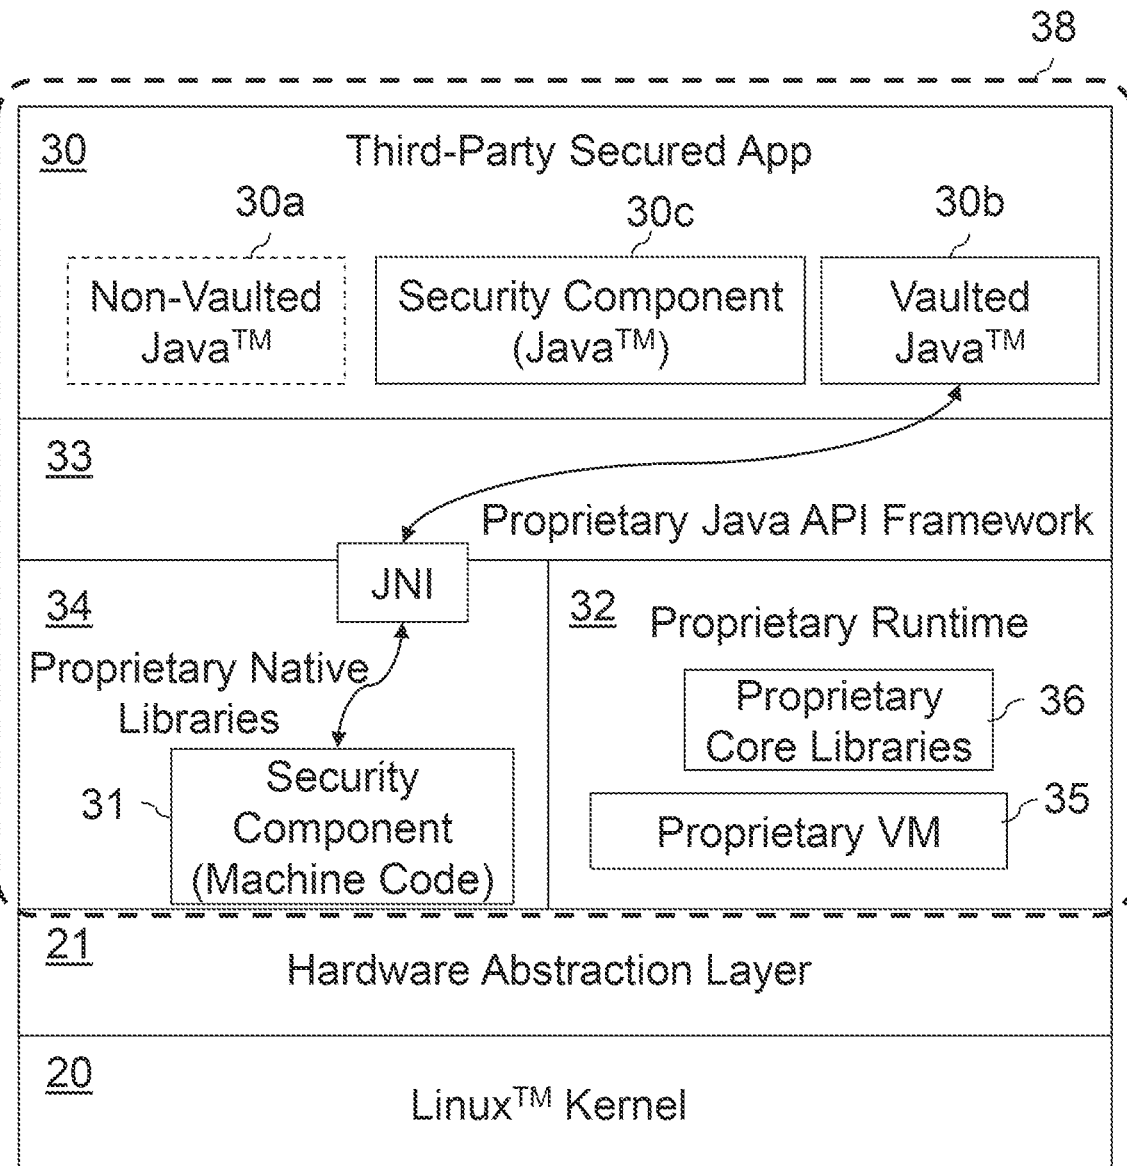 38
30
Third-Party Secured App
30a
30c
30b
Non-Vaulted
Java™
Security Component
(Java™)
Vaulted
Java™
33
Proprietary Java API Framework
JNI
34
Proprietary Native
Libraries
32
Proprietary Runtime
Proprietary
Core Libraries
36
31
Security
Component
(Machine Code)
35
Proprietary VM
21
Hardware Abstraction Layer
20
Linux™ Kernel